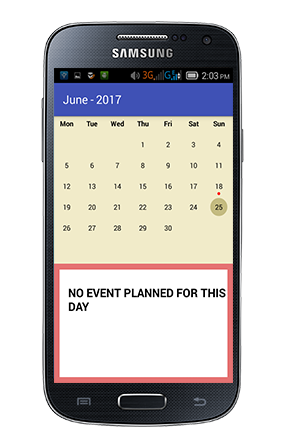 SAMSUNG
3G G 2:03 PM
June - 2017
Mon Tue Wed Thu Fri Sat Sun
1 2 3 4
5 6 7 8 9 10 11
12 13 14 15 16 17 18
19 20 21 22 23 24 25
26 27 28 29 30
NO EVENT PLANNED FOR THIS
DAY